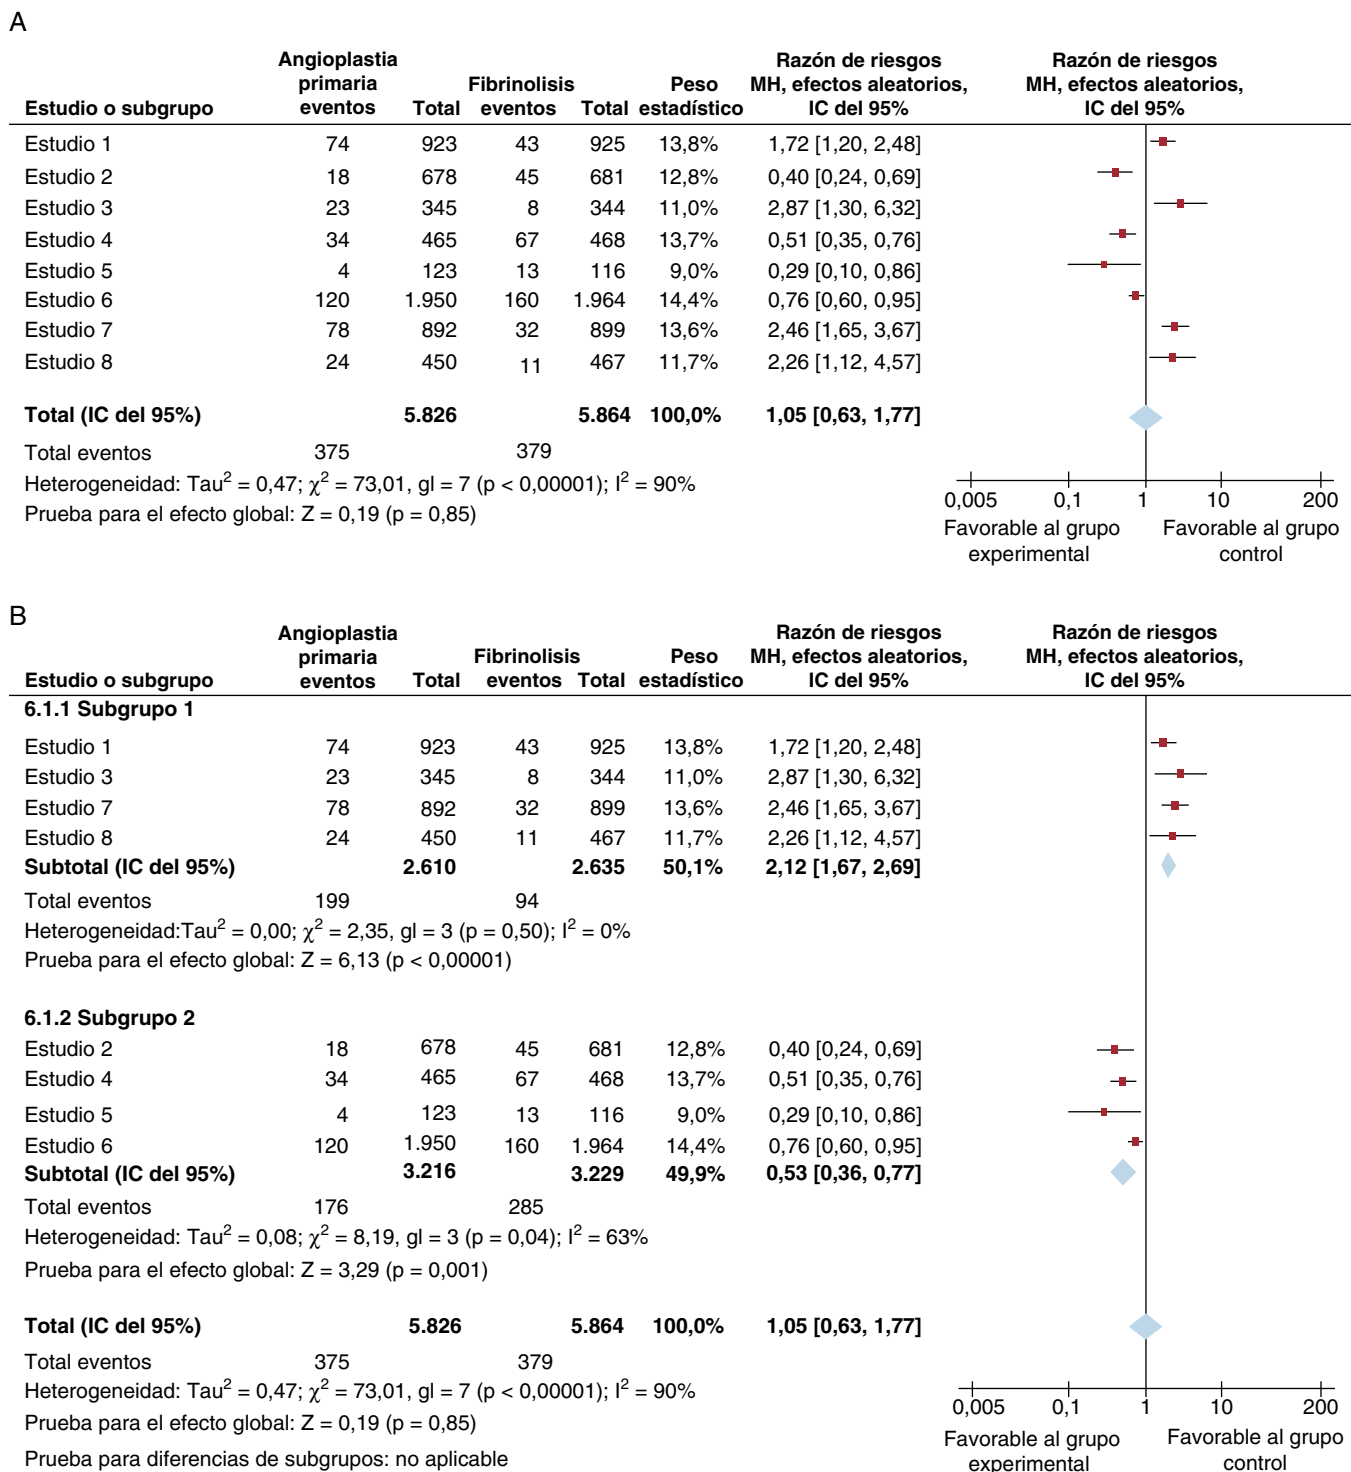 A
Angioplastia primaria eventos Total Fibrinolisis eventos Total Peso estadístico Razón de riesgos MH, efectos aleatorios, IC del 95% Razón de riesgos MH, efectos aleatorios, IC del 95%
Estudio o subgrupo
Estudio 1 74 923 43 925 13,8% 1,72 [1,20, 2,48]
Estudio 2 18 678 45 681 12,8% 0,40 [0,24, 0,69]
Estudio 3 23 345 8 344 11,0% 2,87 [1,30, 6,32]
Estudio 4 34 465 67 468 13,7% 0,51 [0,35, 0,76]
Estudio 5 4 123 13 116 9,0% 0,29 [0,10, 0,86]
Estudio 6 120 1.950 160 1.964 14,4% 0,76 [0,60, 0,95]
Estudio 7 78 892 32 899 13,6% 2,46 [1,65, 3,67]
Estudio 8 24 450 11 467 11,7% 2,26 [1,12, 4,57]
Total (IC del 95%) 5.826 5.864 100,0% 1,05 [0,63, 1,77]
Total eventos 375 379
Heterogeneidad: Tau² = 0,47; χ² = 73,01, gl = 7 (p < 0,00001); I² = 90%
Prueba para el efecto global: Z = 0,19 (p = 0,85)
0,005 0,1 1 10 200
Favorable al grupo experimental Favorable al grupo control
B
Angioplastia primaria eventos Total Fibrinolisis eventos Total Peso estadístico Razón de riesgos MH, efectos aleatorios, IC del 95% Razón de riesgos MH, efectos aleatorios, IC del 95%
Estudio o subgrupo
6.1.1 Subgrupo 1
Estudio 1 74 923 43 925 13,8% 1,72 [1,20, 2,48]
Estudio 3 23 345 8 344 11,0% 2,87 [1,30, 6,32]
Estudio 7 78 892 32 899 13,6% 2,46 [1,65, 3,67]
Estudio 8 24 450 11 467 11,7% 2,26 [1,12, 4,57]
Subtotal (IC del 95%) 2.610 2.635 50,1% 2,12 [1,67, 2,69]
Total eventos 199 94
Heterogeneidad:Tau² = 0,00; χ² = 2,35, gl = 3 (p = 0,50); I² = 0%
Prueba para el efecto global: Z = 6,13 (p < 0,00001)
6.1.2 Subgrupo 2
Estudio 2 18 678 45 681 12,8% 0,40 [0,24, 0,69]
Estudio 4 34 465 67 468 13,7% 0,51 [0,35, 0,76]
Estudio 5 4 123 13 116 9,0% 0,29 [0,10, 0,86]
Estudio 6 120 1.950 160 1.964 14,4% 0,76 [0,60, 0,95]
Subtotal (IC del 95%) 3.216 3.229 49,9% 0,53 [0,36, 0,77]
Total eventos 176 285
Heterogeneidad: Tau² = 0,08; χ² = 8,19, gl = 3 (p = 0,04); I² = 63%
Prueba para el efecto global: Z = 3,29 (p = 0,001)
Total (IC del 95%) 5.826 5.864 100,0% 1,05 [0,63, 1,77]
Total eventos 375 379
Heterogeneidad: Tau² = 0,47; χ² = 73,01, gl = 7 (p < 0,00001); I² = 90%
Prueba para el efecto global: Z = 0,19 (p = 0,85)
Prueba para diferencias de subgrupos: no aplicable
0,005 0,1 1 10 200
Favorable al grupo experimental Favorable al grupo control